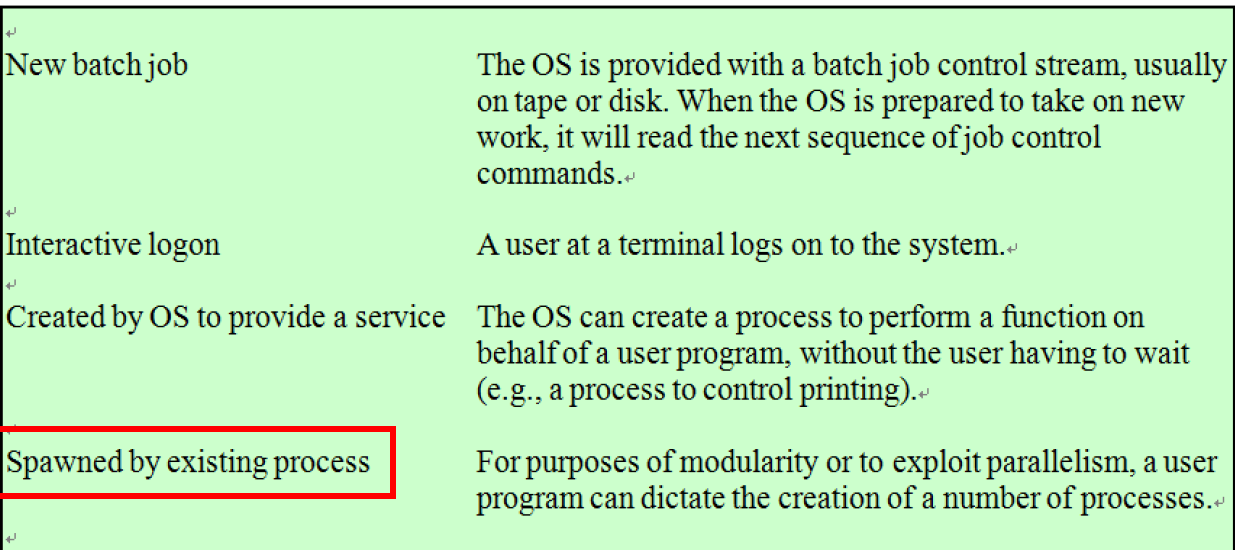 New batch job
The OS is provided with a batch job control stream, usually
on tape or disk. When the OS is prepared to take on new
work, it will read the next sequence of job control
commands.
Interactive logon
A user at a terminal logs on to the system.
Created by OS to provide a service
The OS can create a process to perform a function on
behalf of a user program, without the user having to wait
(e.g., a process to control printing).
Spawned by existing process
For purposes of modularity or to exploit parallelism, a user
program can dictate the creation of a number of processes.